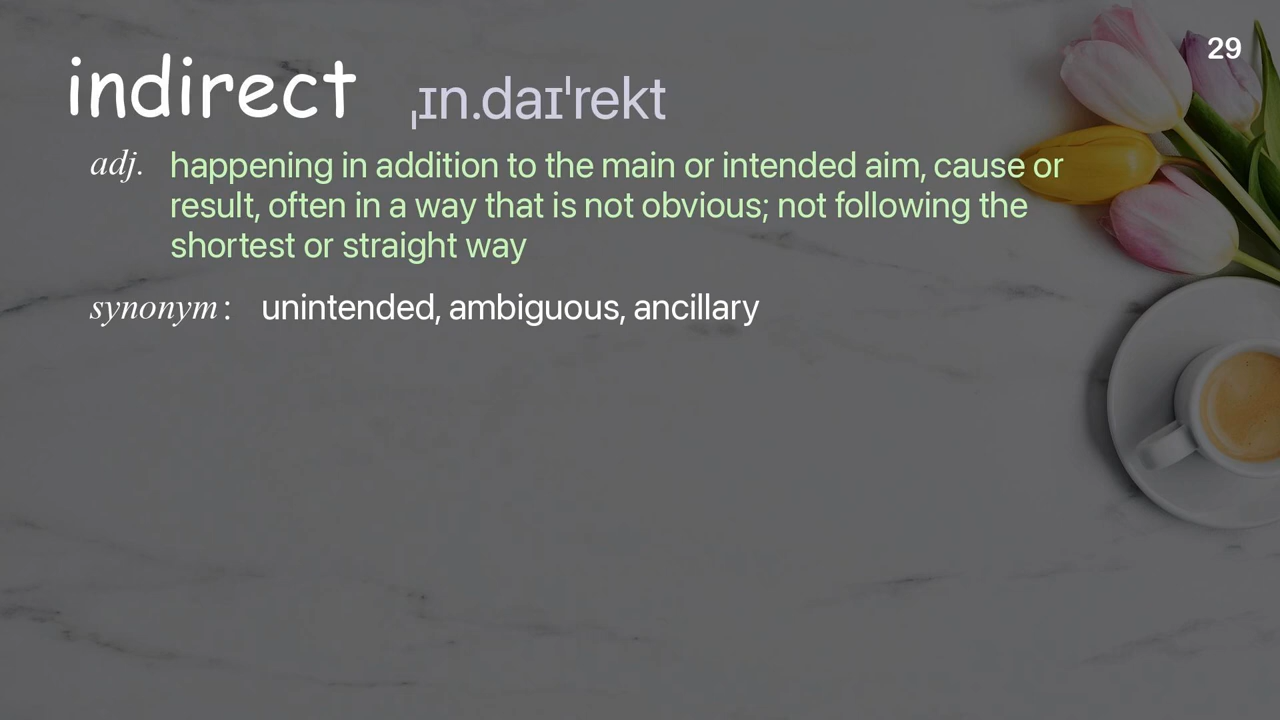 29
indirect ˌɪn.daɪˈrekt
adj. happening in addition to the main or intended aim, cause or
result, often in a way that is not obvious; not following the
shortest or straight way
synonym : unintended, ambiguous, ancillary